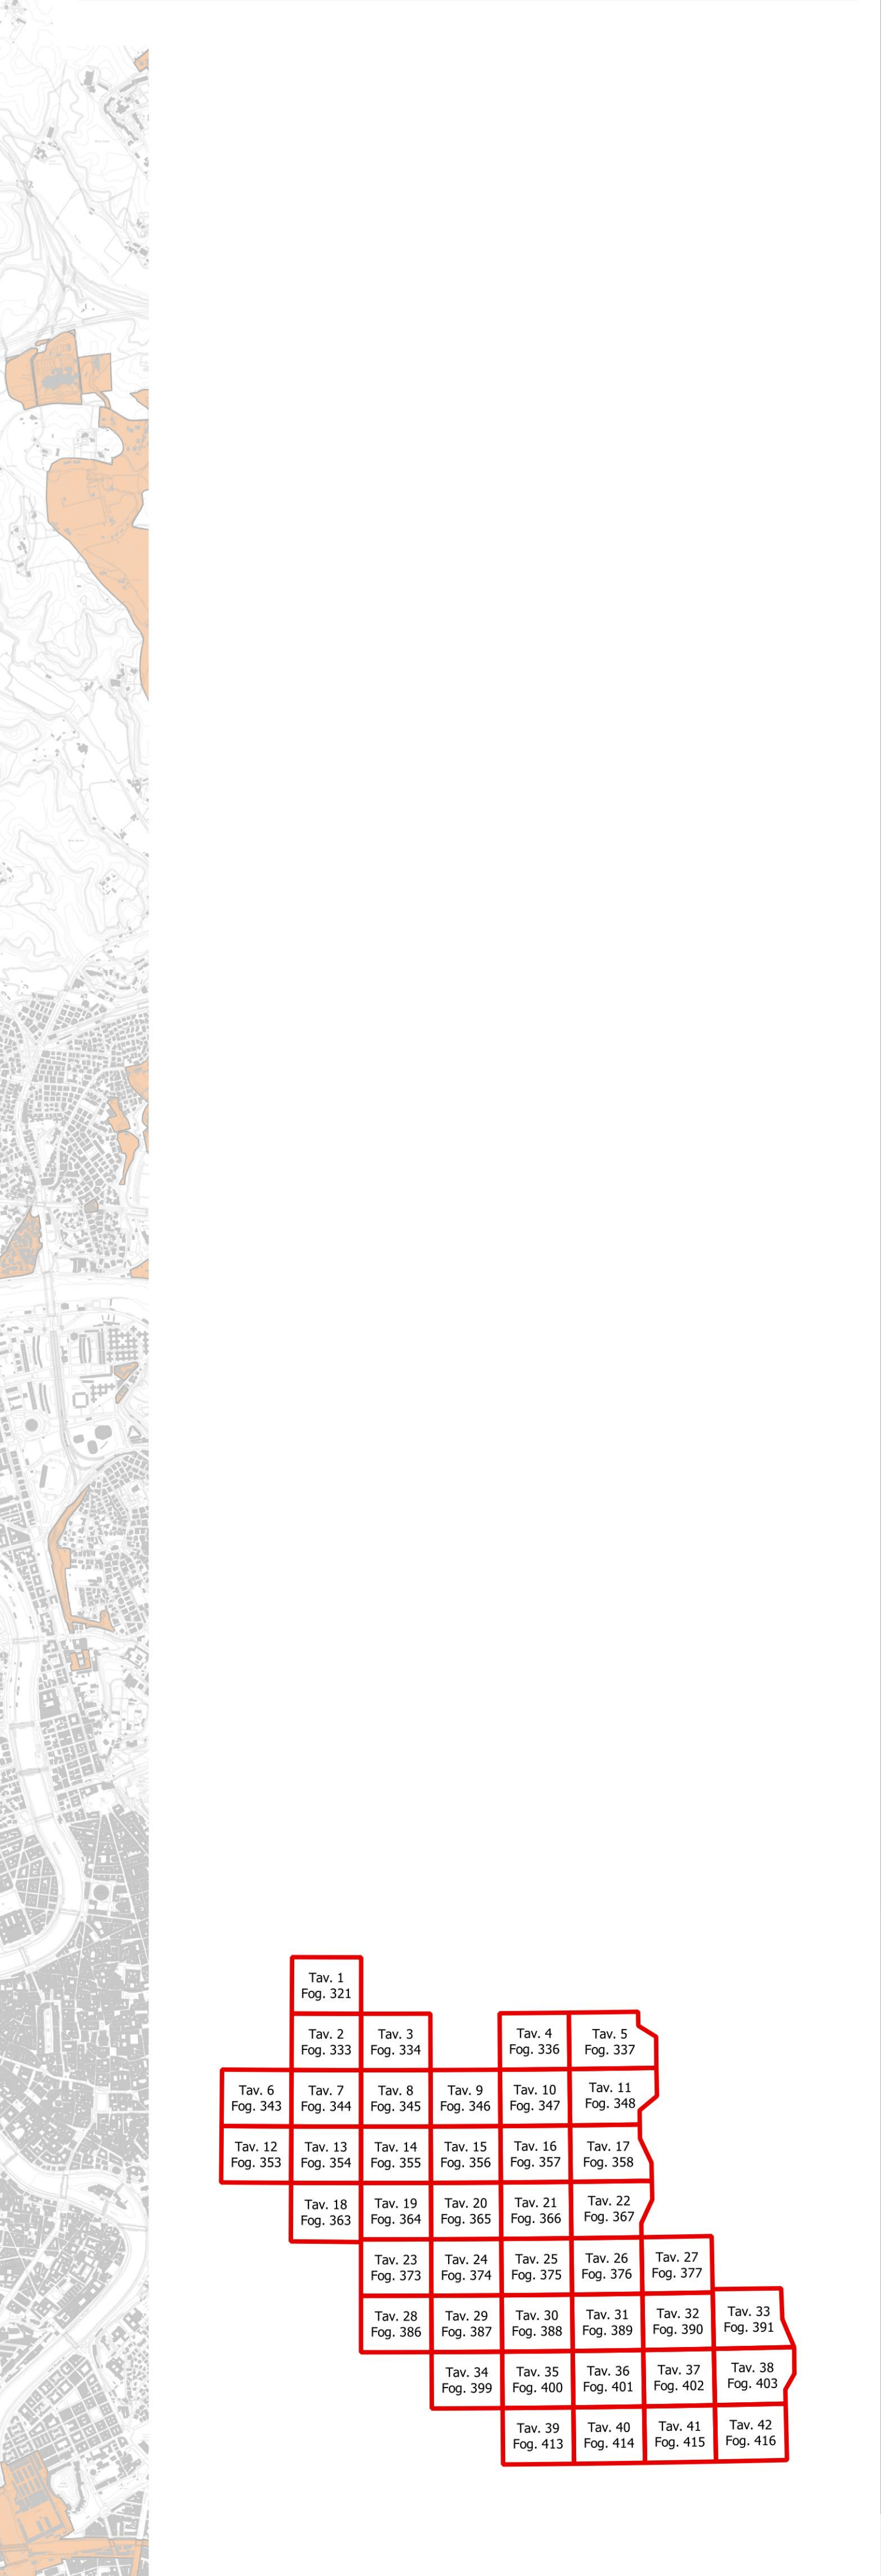 Tav. 1
Fog. 321
Tav. 2
Fog. 333
Tav. 3
Fog. 334
Tav. 4
Fog. 336
Tav. 5
Fog. 337
Tav. 6
Fog. 343
Tav. 7
Fog. 344
Tav. 8
Fog. 345
Tav. 9
Fog. 346
Tav. 10
Fog. 347
Tav. 11
Fog. 348
Tav. 12
Fog. 353
Tav. 13
Fog. 354
Tav. 14
Fog. 355
Tav. 15
Fog. 356
Tav. 16
Fog. 357
Tav. 17
Fog. 358
Tav. 18
Fog. 363
Tav. 19
Fog. 364
Tav. 20
Fog. 365
Tav. 21
Fog. 366
Tav. 22
Fog. 367
Tav. 23
Fog. 373
Tav. 24
Fog. 374
Tav. 25
Fog. 375
Tav. 26
Fog. 376
Tav. 27
Fog. 377
Tav. 28
Fog. 386
Tav. 29
Fog. 387
Tav. 30
Fog. 388
Tav. 31
Fog. 389
Tav. 32
Fog. 390
Tav. 33
Fog. 391
Tav. 34
Fog. 399
Tav. 35
Fog. 400
Tav. 36
Fog. 401
Tav. 37
Fog. 402
Tav. 38
Fog. 403
Tav. 39
Fog. 413
Tav. 40
Fog. 414
Tav. 41
Fog. 415
Tav. 42
Fog. 416